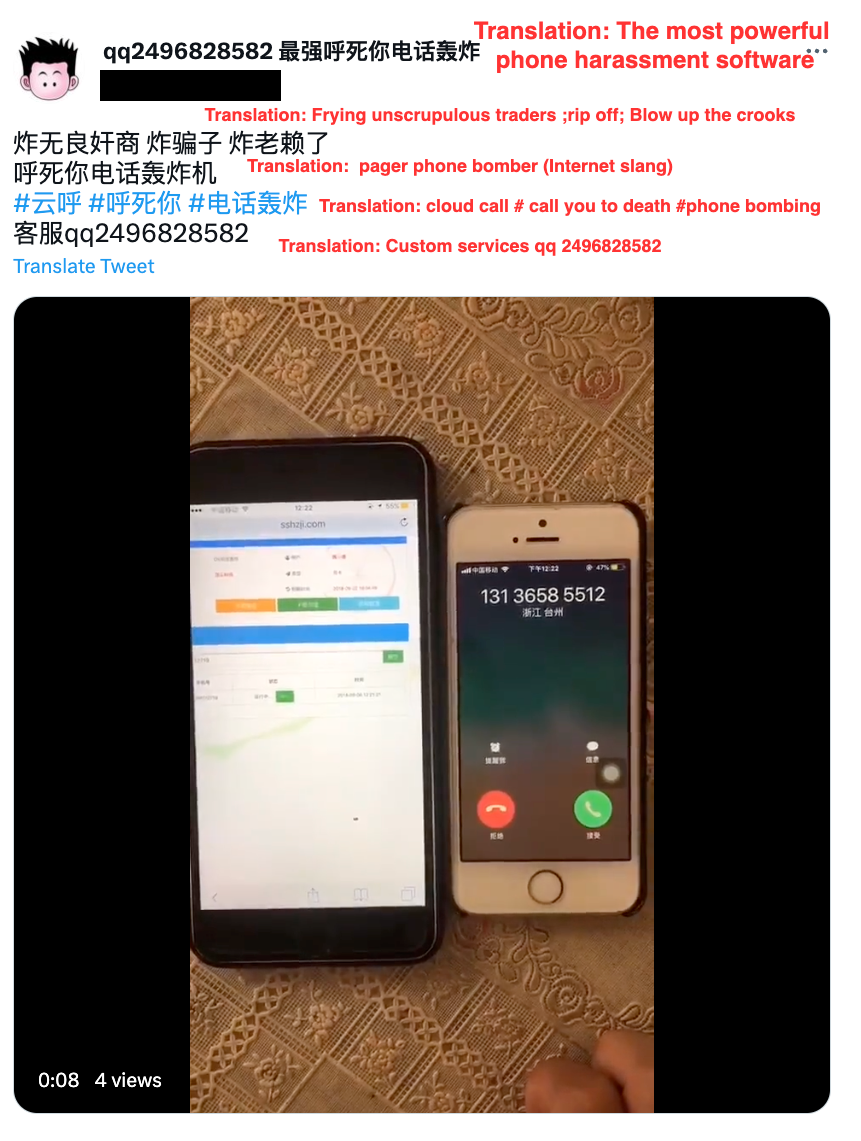 Translation: The most powerful
phone harassment software
qq2496828582 最强呼死你电话轰炸
Translation: Frying unscrupulous traders ;rip off; Blow up the crooks
炸无良奸商 炸骗子 炸老赖了
呼死你电话轰炸机
Translation: pager phone bomber (Internet slang)
#云呼 #呼死你 #电话轰炸
Translation: cloud call # call you to death #phone bombing
客服qq2496828582
Translation: Custom services qq 2496828582
Translate Tweet
12:22
55%
sshzji.com
中国移动
下午12:22
47%
131 3658 5512
浙江 台州
提醒我
信息
拒绝
接受
0:08
4 views